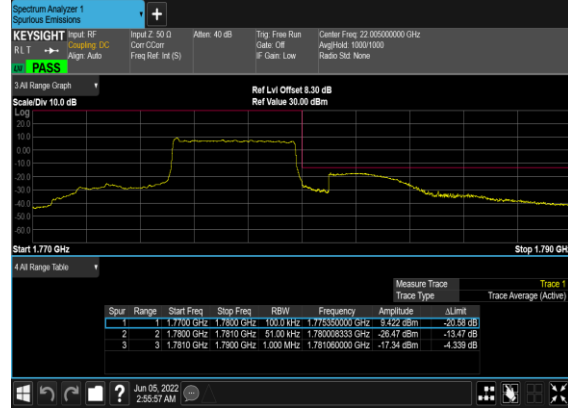 Spectrum Analyzer 1
Spurious Emissions
+
KEYSIGHT Input: RF Input Z: 50 Ω Atten: 40 dB Trig: Free Run Center Freq: 22.005000000 GHz
RLT Coupling: DC Corr CCorr Gate: Off Avg|Hold: 1000/1000
Align: Auto Freq Ref: Int (S) IF Gain: Low Radio Std: None
PASS
3 All Range Graph
Ref Lvl Offset 8.30 dB
Scale/Div 10.0 dB Ref Value 30.00 dBm
Log
20.0
10.0
0.00
-10.0
-20.0
-30.0
-40.0
-50.0
-60.0
Start 1.770 GHz Stop 1.790 GH
4 All Range Table
Measure Trace Trace 1
Trace Type Trace Average (Active)
Spur Range Start Freq Stop Freq RBW Frequency Amplitude ΔLimit
1 1 1.7700 GHz 1.7800 GHz 100.0 kHz 1.775350000 GHz 9.422 dBm -20.58 dB
2 2 1.7800 GHz 1.7810 GHz 51.00 kHz 1.780008333 GHz -26.47 dBm -13.47 dB
3 3 1.7810 GHz 1.7900 GHz 1.000 MHz 1.781060000 GHz -17.34 dBm -4.339 dB
? Jun 05, 2022
2:55:57 AM